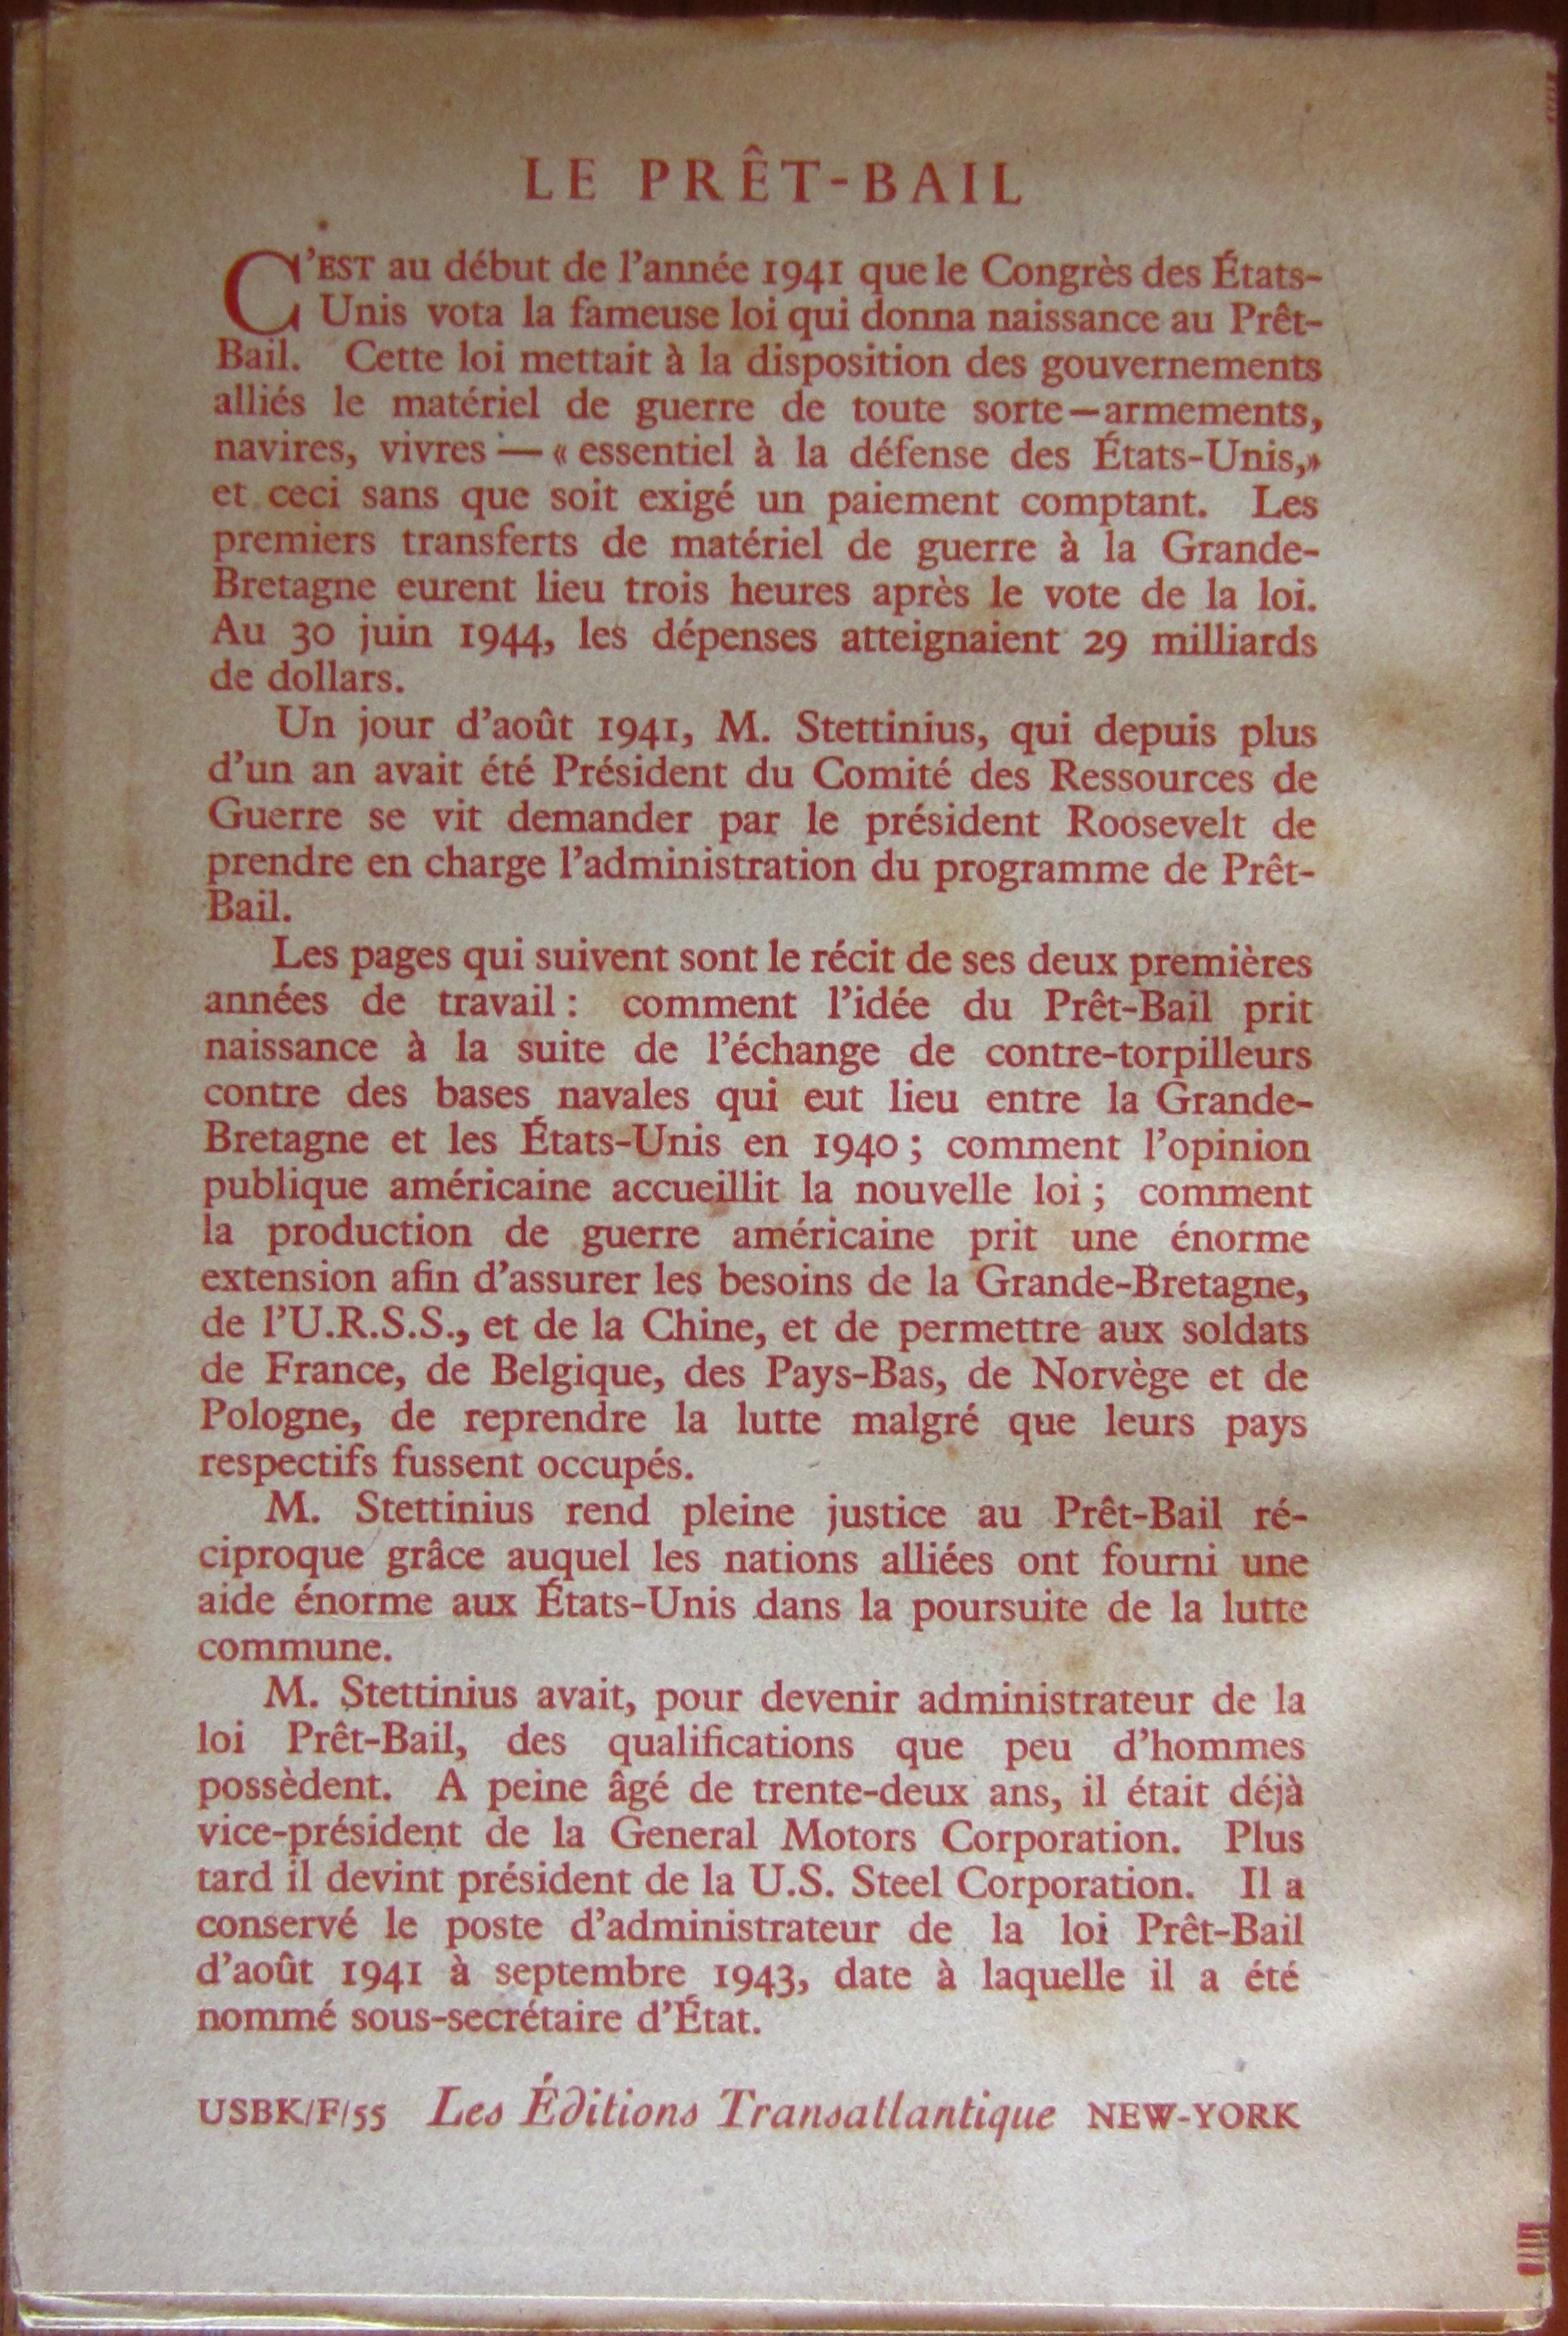 LE PRÊT-BAIL
C'EST au début de l'année 1941 que le Congrès des États-
Unis vota la fameuse loi qui donna naissance au Prêt-
Bail. Cette loi mettait à la disposition des gouvernements
alliés le matériel de guerre de toute sorte—armements,
navires, vivres — « essentiel à la défense des États-Unis,»
et ceci sans que soit exigé un paiement comptant. Les
premiers transferts de matériel de guerre à la Grande-
Bretagne eurent lieu trois heures après le vote de la loi.
Au 30 juin 1944, les dépenses atteignaient 29 milliards
de dollars.
Un jour d'août 1941, M. Stettinius, qui depuis plus
d'un an avait été Président du Comité des Ressources de
Guerre se vit demander par le président Roosevelt de
prendre en charge l'administration du programme de Prêt-
Bail.
Les pages qui suivent sont le récit de ses deux premières
années de travail : comment l'idée du Prêt-Bail prit
naissance à la suite de l'échange de contre-torpilleurs
contre des bases navales qui eut lieu entre la Grande-
Bretagne et les États-Unis en 1940 ; comment l'opinion
publique américaine accueillit la nouvelle loi ; comment
la production de guerre américaine prit une énorme
extension afin d'assurer les besoins de la Grande-Bretagne,
de l'U.R.S.S., et de la Chine, et de permettre aux soldats
de France, de Belgique, des Pays-Bas, de Norvège et de
Pologne, de reprendre la lutte malgré que leurs pays
respectifs fussent occupés.
M. Stettinius rend pleine justice au Prêt-Bail ré-
ciproque grâce auquel les nations alliées ont fourni une
aide énorme aux États-Unis dans la poursuite de la lutte
commune.
M. Stettinius avait, pour devenir administrateur de la
loi Prêt-Bail, des qualifications que peu d'hommes
possèdent. A peine âgé de trente-deux ans, il était déjà
vice-président de la General Motors Corporation. Plus
tard il devint président de la U.S. Steel Corporation. Il a
conservé le poste d'administrateur de la loi Prêt-Bail
d'août 1941 à septembre 1943, date à laquelle il a été
nommé sous-secrétaire d'État.
USBK/F/55 Les Éditions Transatlantique NEW-YORK